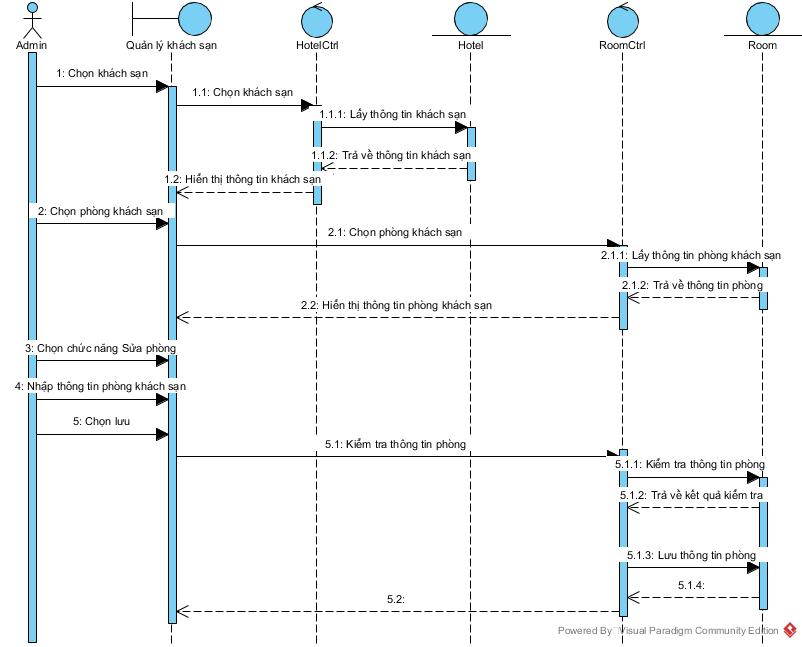 Admin
Quản lý khách sạn
HotelCtrl
Hotel
RoomCtrl
Room
1: Chọn khách sạn
1.1: Chọn khách sạn
1.1.1: Lấy thông tin khách sạn
1.1.2: Trả về thông tin khách sạn
1.2: Hiển thị thông tin khách sạn
2: Chọn phòng khách sạn
2.1: Chọn phòng khách sạn
2.1.1: Lấy thông tin phòng khách sạn
2.1.2: Trả về thông tin phòng
2.2: Hiển thị thông tin phòng khách sạn
3: Chọn chức năng Sửa phòng
4: Nhập thông tin phòng khách sạn
5: Chọn lưu
5.1: Kiểm tra thông tin phòng
5.1.1: Kiểm tra thông tin phòng
5.1.2: Trả về kết quả kiểm tra
5.1.3: Lưu thông tin phòng
5.1.4:
5.2:
Powered By Visual Paradigm Community Edition